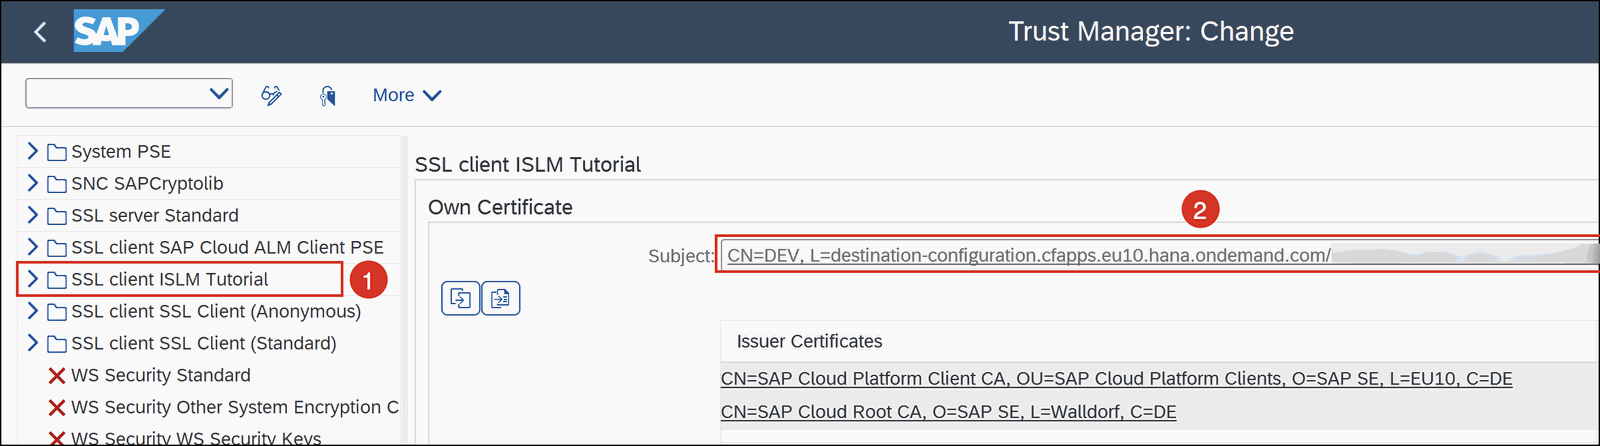 SAP
Trust Manager: Change
More
System PSE
SNC SAPCryptolib
SSL server Standard
SSL client SAP Cloud ALM Client PSE
SSL client ISLM Tutorial
1
SSL client SSL Client (Anonymous)
SSL client SSL Client (Standard)
WS Security Standard
WS Security Other System Encryption C
WS Security WS Security Keys
SSL client ISLM Tutorial
Own Certificate
2
Subject: CN=DEV, L=destination-configuration.cfapps.eu10.hana.ondemand.com/
Issuer Certificates
CN=SAP Cloud Platform Client CA, OU=SAP Cloud Platform Clients, O=SAP SE, L=EU10, C=DE
CN=SAP Cloud Root CA, O=SAP SE, L=Walldorf, C=DE